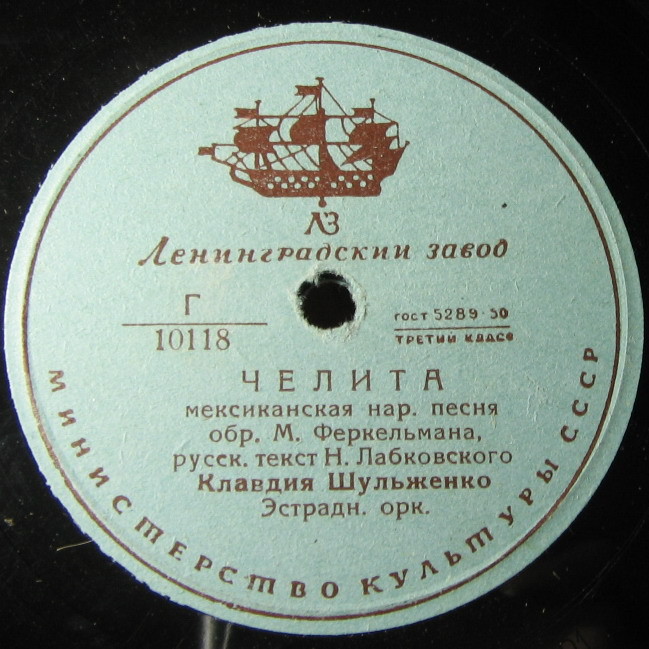 ЛЗ
Ленинградский завод
Г
10118
ГОСТ 5289-50
ТРЕТИЙ КЛАСС
ЧЕЛИТА
мексиканская нар. песня
обр. М. Феркельмана,
русск. текст Н. Лабковского
Клавдия Шульженко
Эстрадн. орк.
МИНИСТЕРСТВО КУЛЬТУРЫ СССР